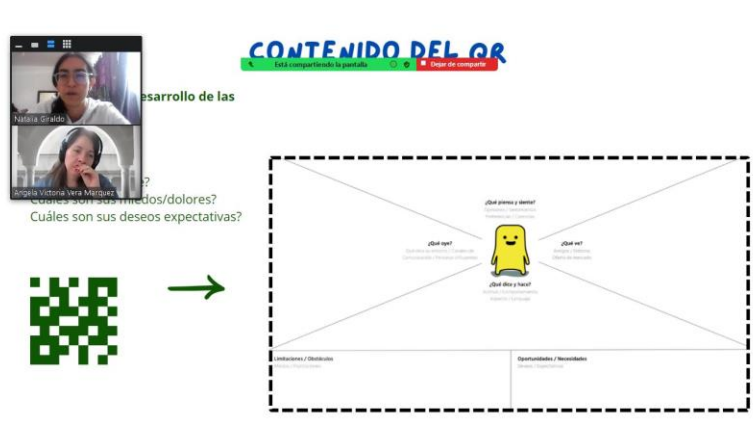 CONTENIDO DEL QR
Está compartiendo la pantalla
Dejar de compartir
esarrollo de las
Natalia Giraldo
Angela Victoria Vera Marquez
e?
Cuáles son sus miedos/dolores?
Cuáles son sus deseos expectativas?
¿Qué piensa y siente?
¿Qué oye?
¿Qué ve?
¿Qué dice y hace?
Limitaciones / Obstáculos
Oportunidades / Necesidades